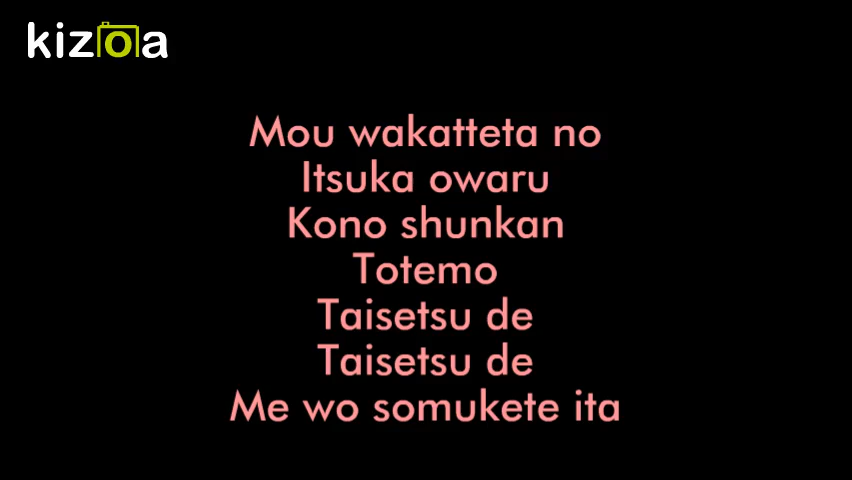 kizoa
Mou wakatteta no
Itsuka owaru
Kono shunkan
Totemo
Taisetsu de
Taisetsu de
Me wo somukete ita